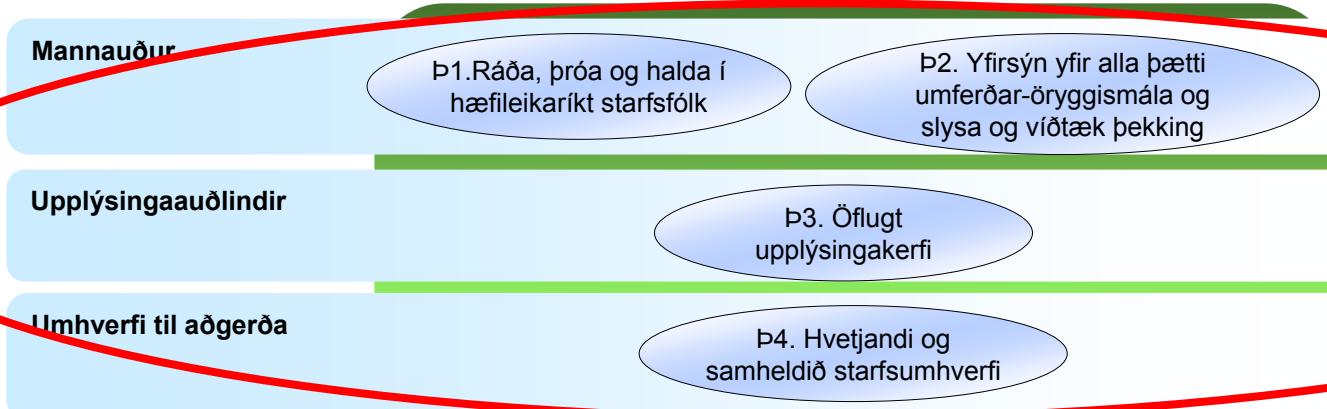 Mannauður
Þ1.Ráða, þróa og halda í
hæfileikaríkt starfsfólk
Þ2. Yfirsýn yfir alla þætti
umferðar-öryggismála og
slysa og víðtæk þekking
Upplýsingaauðlindir
Þ3. Öflugt
upplýsingakerfi
Umhverfi til aðgerða
Þ4. Hvetjandi og
samheldið starfsumhverfi